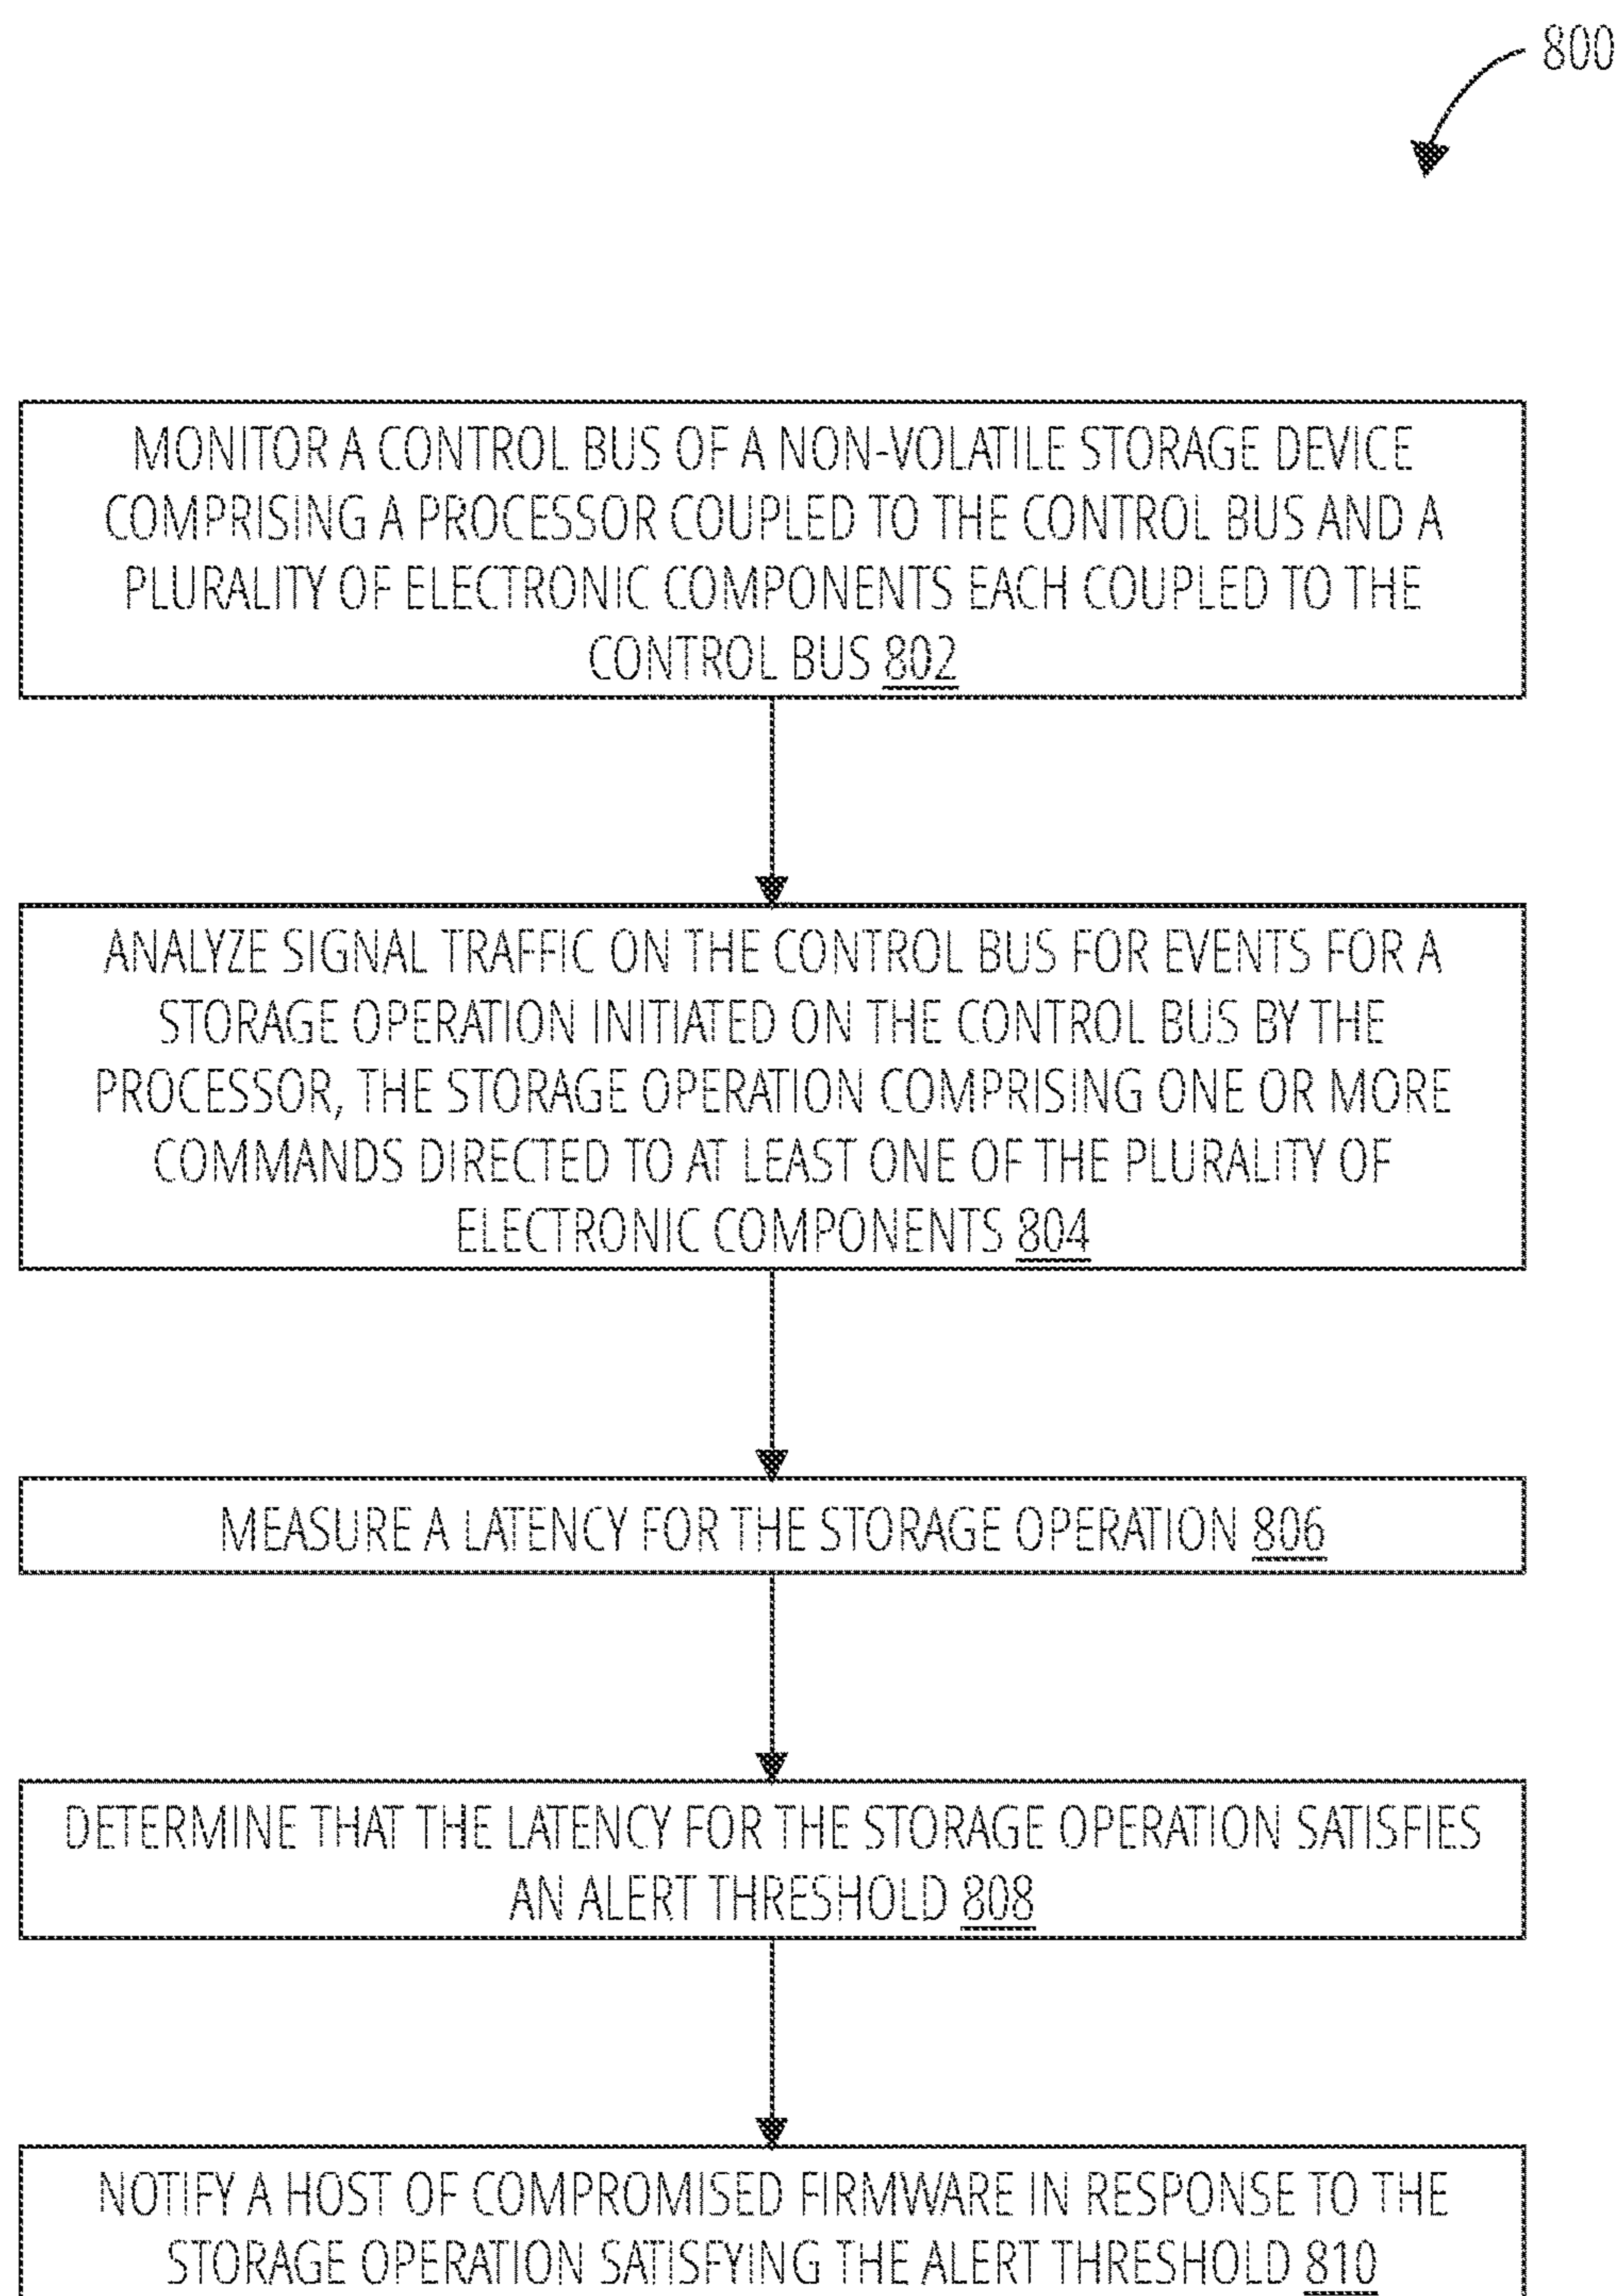 800
MONITOR A CONTROL BUS OF A NON-VOLATILE STORAGE DEVICE
COMPRISING A PROCESSOR COUPLED TO THE CONTROL BUS AND A
PLURALITY OF ELECTRONIC COMPONENTS EACH COUPLED TO THE
CONTROL BUS 802
ANALYZE SIGNAL TRAFFIC ON THE CONTROL BUS FOR EVENTS FOR A
STORAGE OPERATION INITIATED ON THE CONTROL BUS BY THE
PROCESSOR, THE STORAGE OPERATION COMPRISING ONE OR MORE
COMMANDS DIRECTED TO AT LEAST ONE OF THE PLURALITY OF
ELECTRONIC COMPONENTS 804
MEASURE A LATENCY FOR THE STORAGE OPERATION 806
DETERMINE THAT THE LATENCY FOR THE STORAGE OPERATION SATISFIES
AN ALERT THRESHOLD 808
NOTIFY A HOST OF COMPROMISED FIRMWARE IN RESPONSE TO THE
STORAGE OPERATION SATISFYING THE ALERT THRESHOLD 810